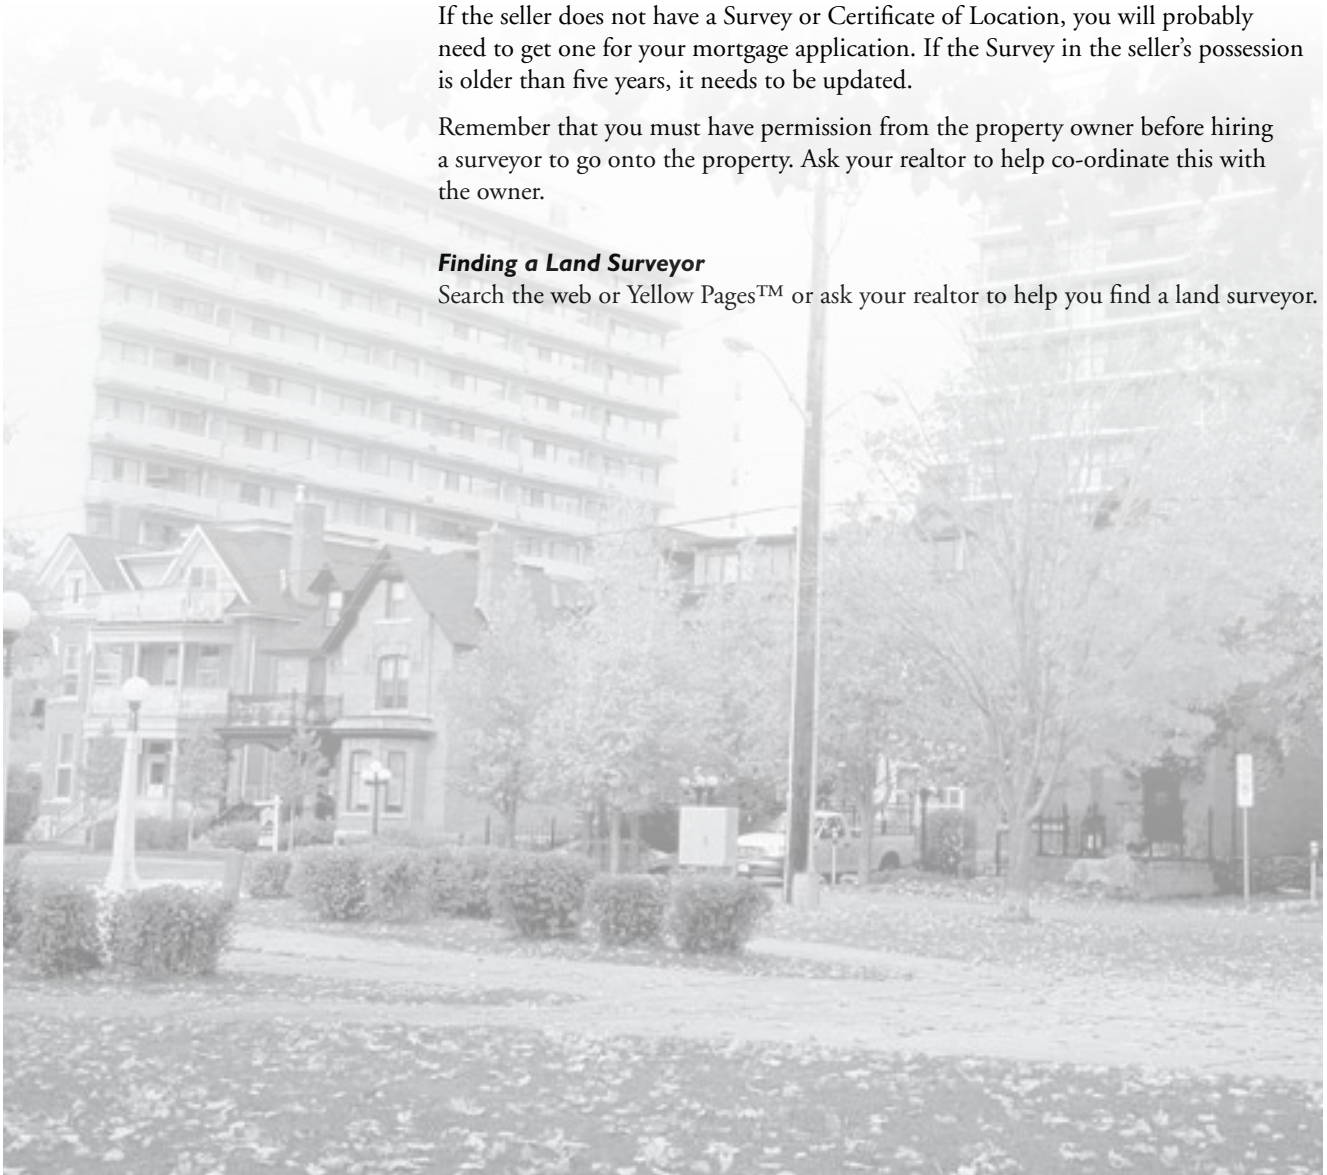 If the seller does not have a Survey or Certificate of Location, you will probably
need to get one for your mortgage application. If the Survey in the seller’s possession
is older than five years, it needs to be updated.
Remember that you must have permission from the property owner before hiring
a surveyor to go onto the property. Ask your realtor to help co-ordinate this with
the owner.
Finding a Land Surveyor
Search the web or Yellow Pages™ or ask your realtor to help you find a land surveyor.